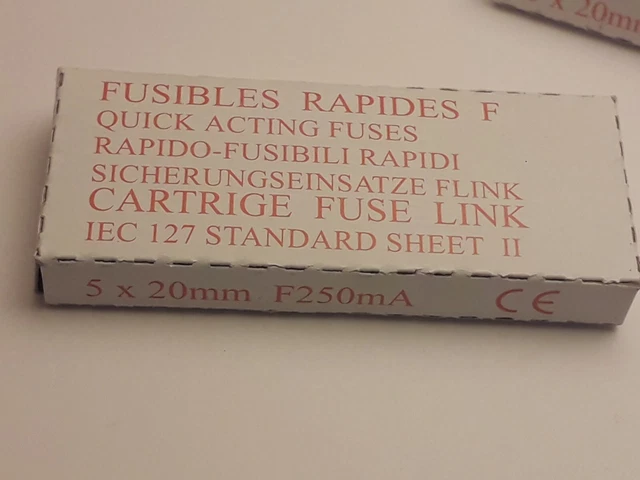 FUSIBLES RAPIDES F
QUICK ACTING FUSES
RAPIDO-FUSIBILI RAPIDI
SICHERUNGSEINSATZE FLINK
CARTRIGE FUSE LINK
IEC 127 STANDARD SHEET II
5 x 20mm F250mA CE
x 20mm